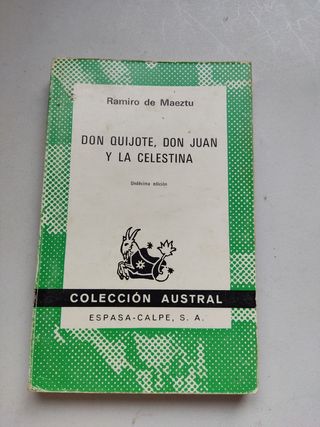 Ramiro de Maeztu
DON QUIJOTE, DON JUAN
Y LA CELESTINA
Undécima edición
COLECCIÓN AUSTRAL
ESPASA-CALPE, S. A.